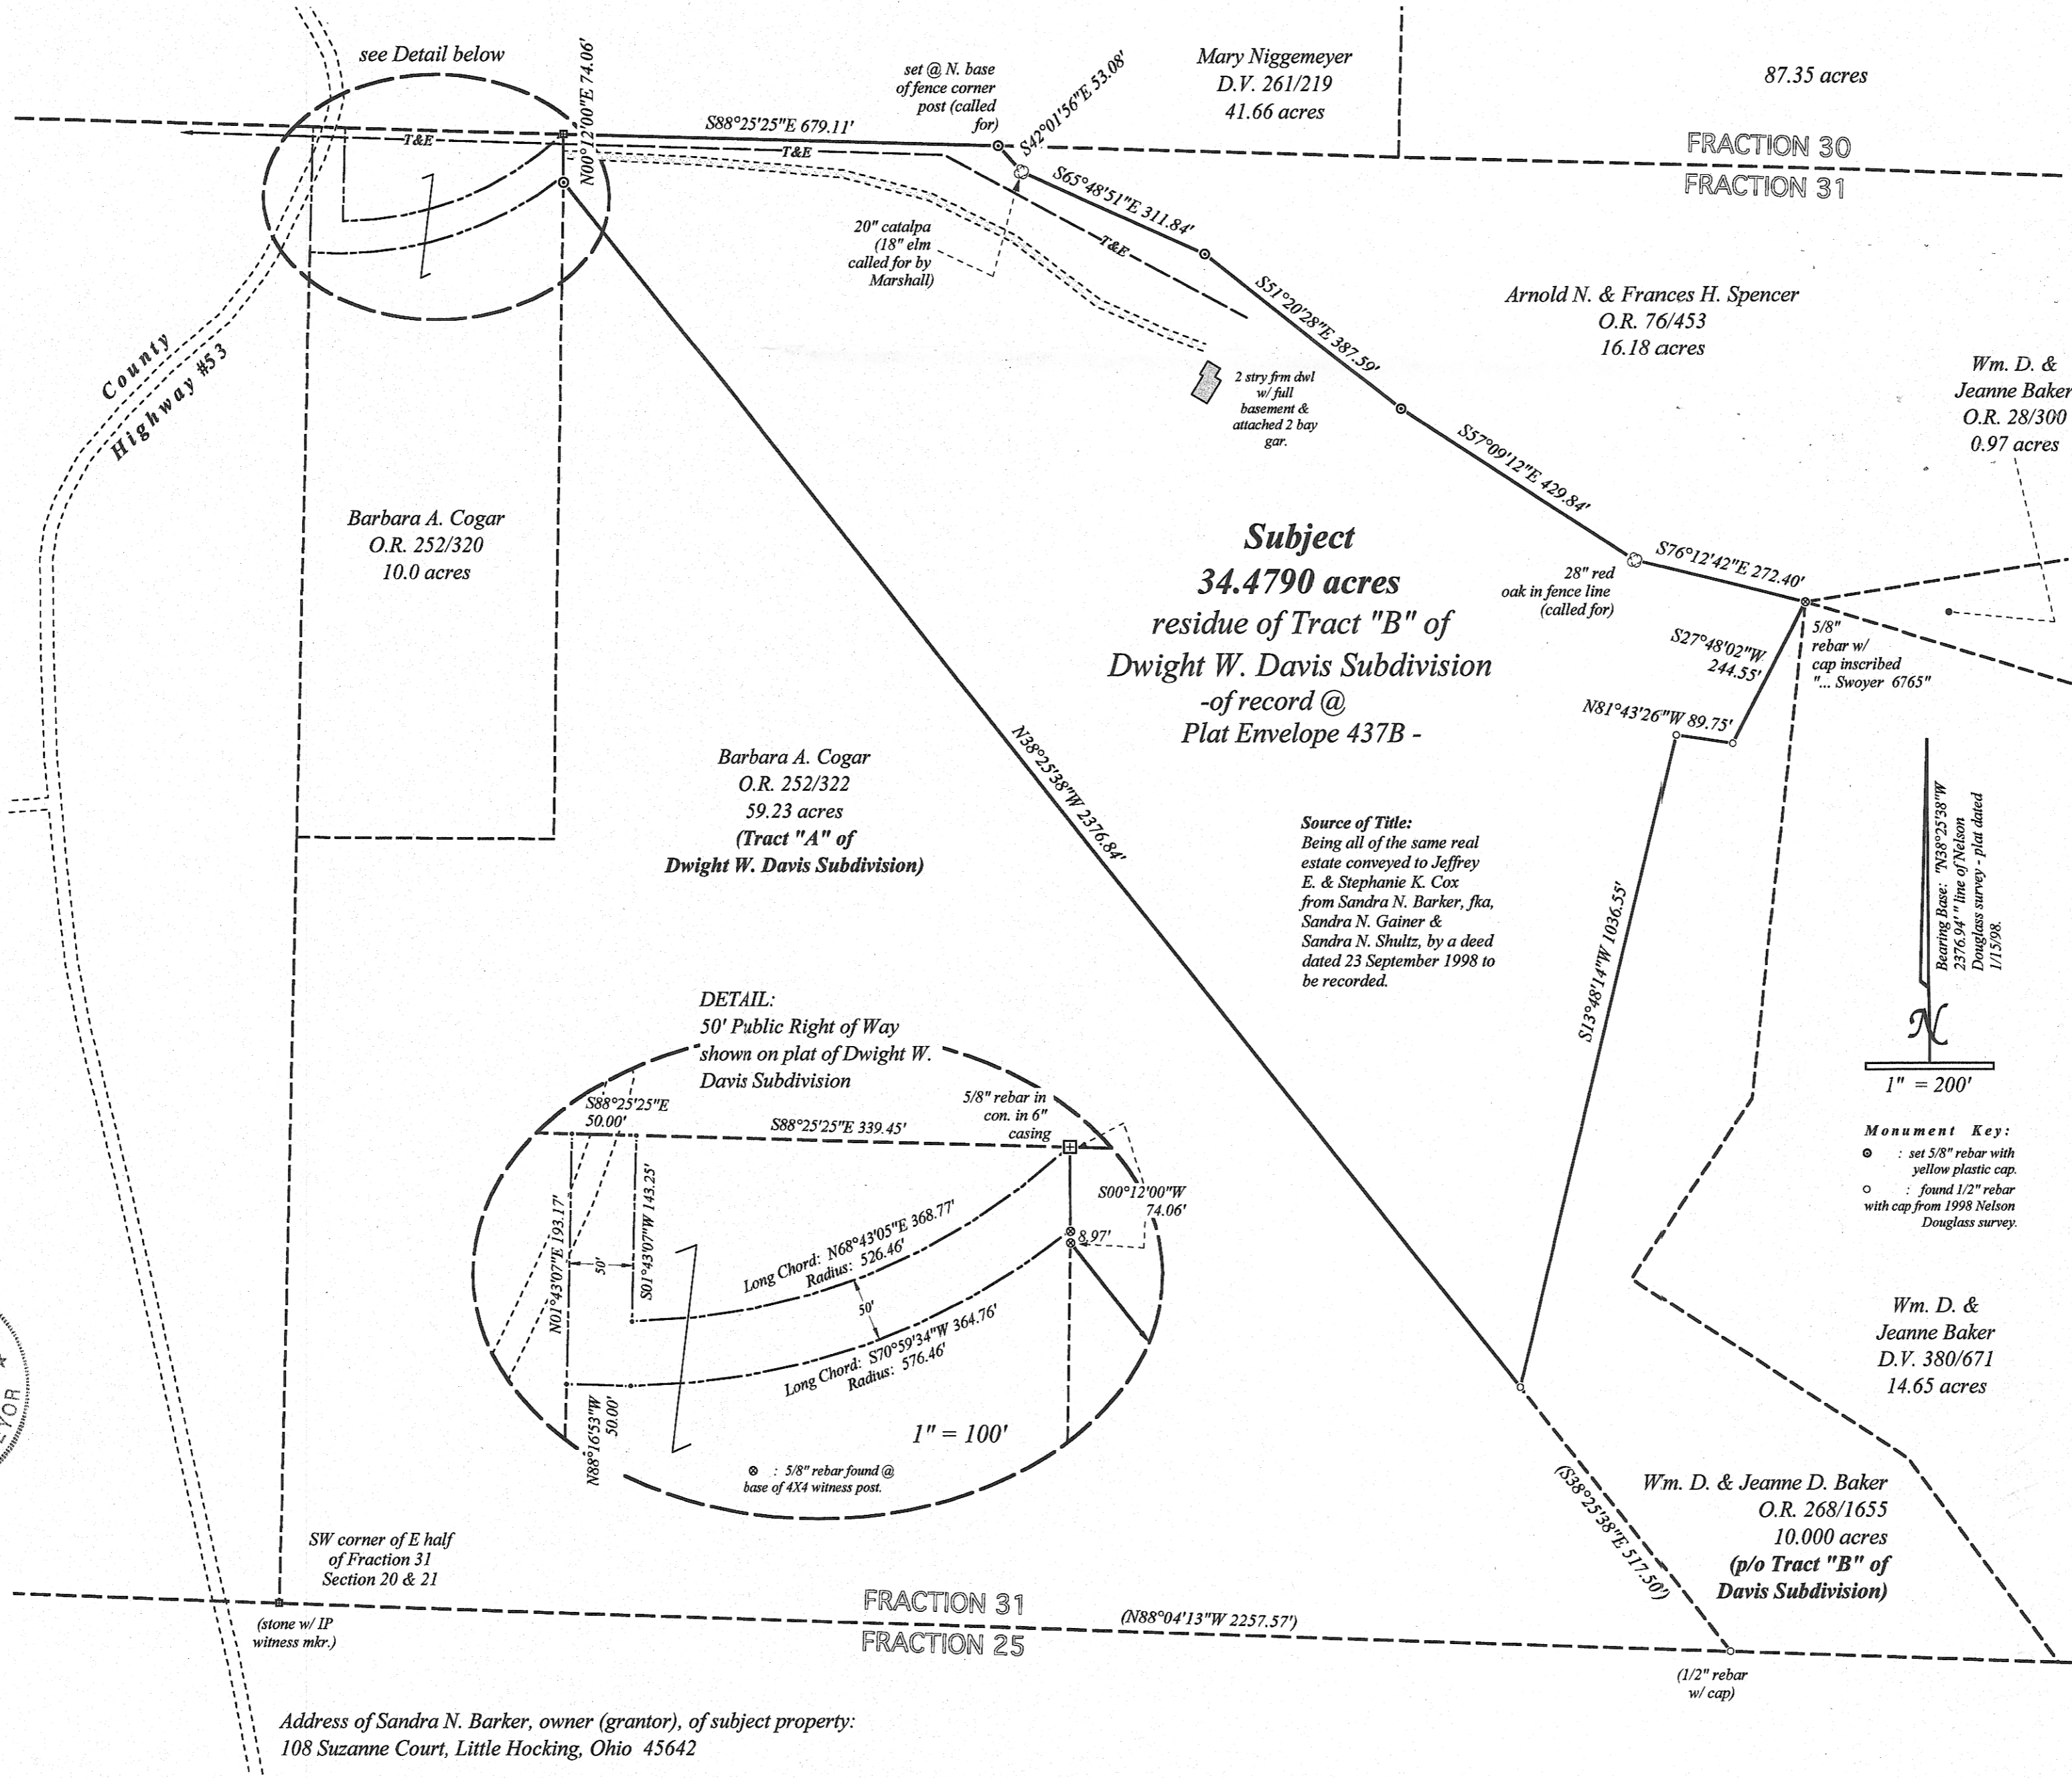 see Detail below
N00°12'00"E 74.06'
set @ N. base
of fence corner
post (called
for)
S42°01'56"E 53.08'
Mary Niggemeyer
D.V. 261/219
41.66 acres
87.35 acres
FRACTION 30
FRACTION 31
T&E
S88°25'25"E 679.11'
T&E
S65°48'51"E 311.84'
20" catalpa
(18" elm
called for by
Marshall)
T&E
S51°20'28"E 387.59'
Arnold N. & Frances H. Spencer
O.R. 76/453
16.18 acres
Wm. D. &
Jeanne Baker
O.R. 28/300
0.97 acres
County
Highway #53
2 stry frm dwl
w/ full
basement &
attached 2 bay
gar.
S57°09'12"E 429.84'
Barbara A. Cogar
O.R. 252/320
10.0 acres
Subject
34.4790 acres
residue of Tract "B" of
Dwight W. Davis Subdivision
-of record @
Plat Envelope 437B -
28" red
oak in fence line
(called for)
S76°12'42"E 272.40'
5/8"
rebar w/
cap inscribed
"... Swoyer 6765"
S27°48'02"W
244.55'
N81°43'26"W 89.75'
N38°25'38"W 2376.84'
Barbara A. Cogar
O.R. 252/322
59.23 acres
(Tract "A" of
Dwight W. Davis Subdivision)
Source of Title:
Being all of the same real
estate conveyed to Jeffrey
E. & Stephanie K. Cox
from Sandra N. Barker, fka,
Sandra N. Gainer &
Sandra N. Shultz, by a deed
dated 23 September 1998 to
be recorded.
S13°48'14"W 1036.55'
Bearing Base: "N38°25'38"W
2376.94' " line of Nelson
Douglass survey - plat dated
1/15/98.
N
1" = 200'
Monument Key:
: set 5/8" rebar with
yellow plastic cap.
: found 1/2" rebar
with cap from 1998 Nelson
Douglass survey.
DETAIL:
50' Public Right of Way
shown on plat of Dwight W.
Davis Subdivision
S88°25'25"E
50.00'
S88°25'25"E 339.45'
5/8" rebar in
con. in 6"
casing
S00°12'00"W
74.06'
8.97'
N01°43'07"E 193.17'
50'
S01°43'07"W 143.25'
Long Chord: N68°43'05"E 368.77'
Radius: 526.46'
50'
Long Chord: S70°59'34"W 364.76'
Radius: 576.46'
N88°16'53"W
50.00'
1" = 100'
: 5/8" rebar found @
base of 4X4 witness post.
Wm. D. &
Jeanne Baker
D.V. 380/671
14.65 acres
(S38°25'38"E 517.50')
Wm. D. & Jeanne D. Baker
O.R. 268/1655
10.000 acres
(p/o Tract "B" of
Davis Subdivision)
SW corner of E half
of Fraction 31
Section 20 & 21
(stone w/ IP
witness mkr.)
FRACTION 31
FRACTION 25
(N88°04'13"W 2257.57')
(1/2" rebar
w/ cap)
Address of Sandra N. Barker, owner (grantor), of subject property:
108 Suzanne Court, Little Hocking, Ohio 45642